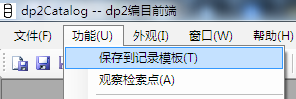 dp2Catalog -- dp2编目前端
文件(F) 功能(U) 外观(I) 窗口(W) 帮助(H)
保存到记录模板(T)
观察检索点(A)